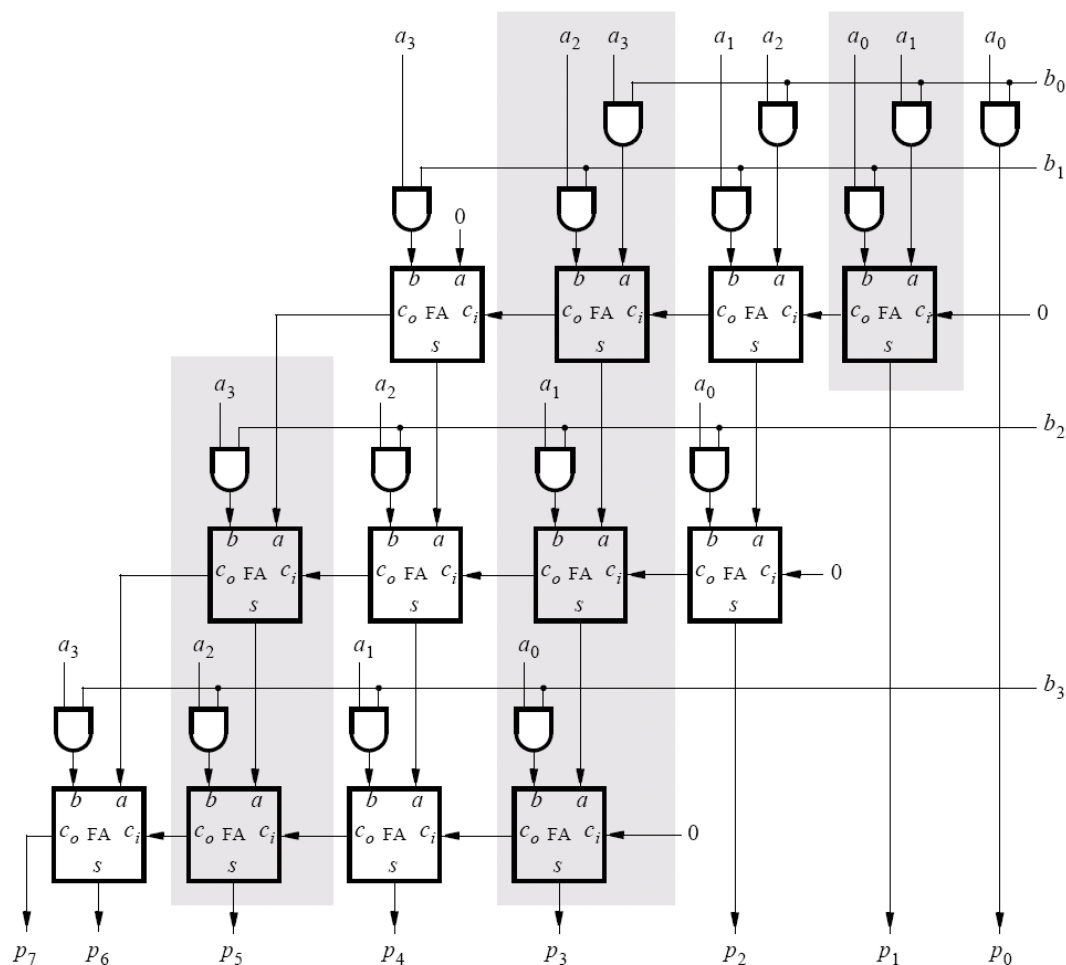 a₃ a₂ a₃ a₁ a₂ a₀ a₁ a₀
b₀
b₁
0
b a b a b a b a
cₒ FA cᵢ cₒ FA cᵢ cₒ FA cᵢ cₒ FA cᵢ 0
s s s s
a₃ a₂ a₁ a₀
b₂
b a b a b a b a
cₒ FA cᵢ cₒ FA cᵢ cₒ FA cᵢ cₒ FA cᵢ 0
s s s s
a₃ a₂ a₁ a₀
b₃
b a b a b a b a
cₒ FA cᵢ cₒ FA cᵢ cₒ FA cᵢ cₒ FA cᵢ 0
s s s s
p₇ p₆ p₅ p₄ p₃ p₂ p₁ p₀